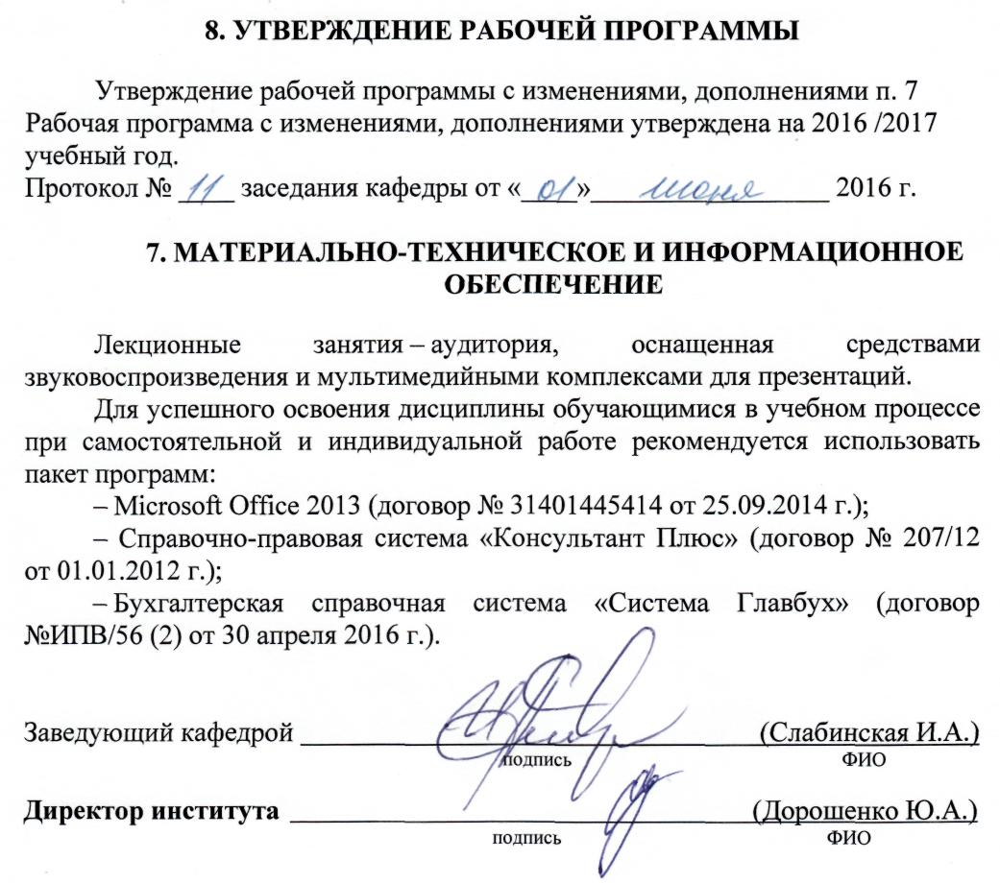 8. УТВЕРЖДЕНИЕ РАБОЧЕЙ ПРОГРАММЫ
Утверждение рабочей программы с изменениями, дополнениями п. 7
Рабочая программа с изменениями, дополнениями утверждена на 2016 /2017
учебный год.
Протокол № 11 заседания кафедры от «01» июня 2016 г.
7. МАТЕРИАЛЬНО-ТЕХНИЧЕСКОЕ И ИНФОРМАЦИОННОЕ
ОБЕСПЕЧЕНИЕ
Лекционные занятия – аудитория, оснащенная средствами
звуковоспроизведения и мультимедийными комплексами для презентаций.
Для успешного освоения дисциплины обучающимися в учебном процессе
при самостоятельной и индивидуальной работе рекомендуется использовать
пакет программ:
– Microsoft Office 2013 (договор № 31401445414 от 25.09.2014 г.);
– Справочно-правовая система «Консультант Плюс» (договор № 207/12
от 01.01.2012 г.);
– Бухгалтерская справочная система «Система Главбух» (договор
№ИПВ/56 (2) от 30 апреля 2016 г.).
Заведующий кафедрой (Слабинская И.А.)
подпись ФИО
Директор института (Дорошенко Ю.А.)
подпись ФИО